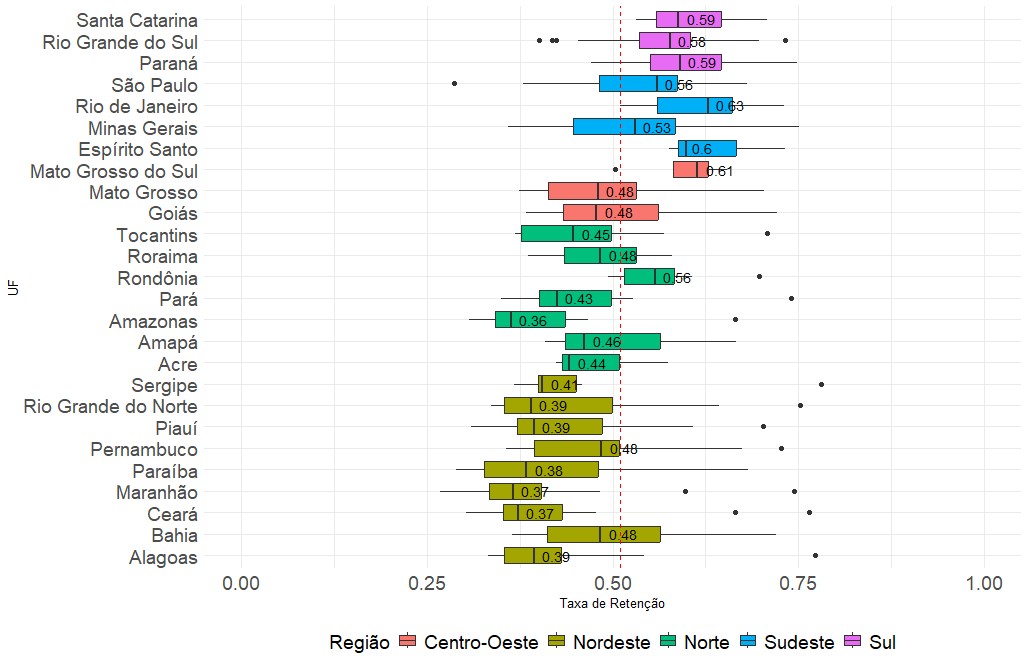 Santa Catarina 0.59
Rio Grande do Sul 0.58
Paraná 0.59
São Paulo 0.56
Rio de Janeiro 0.63
Minas Gerais 0.53
Espírito Santo 0.6
Mato Grosso do Sul 0.61
Mato Grosso 0.48
Goiás 0.48
Tocantins 0.45
Roraima 0.48
Rondônia 0.56
Pará 0.43
Amazonas 0.36
Amapá 0.46
Acre 0.44
Sergipe 0.41
Rio Grande do Norte 0.39
Piauí 0.39
Pernambuco 0.48
Paraíba 0.38
Maranhão 0.37
Ceará 0.37
Bahia 0.48
Alagoas 0.39
UF
0.00 0.25 0.50 0.75 1.00
Taxa de Retenção
Região Centro-Oeste Nordeste Norte Sudeste Sul